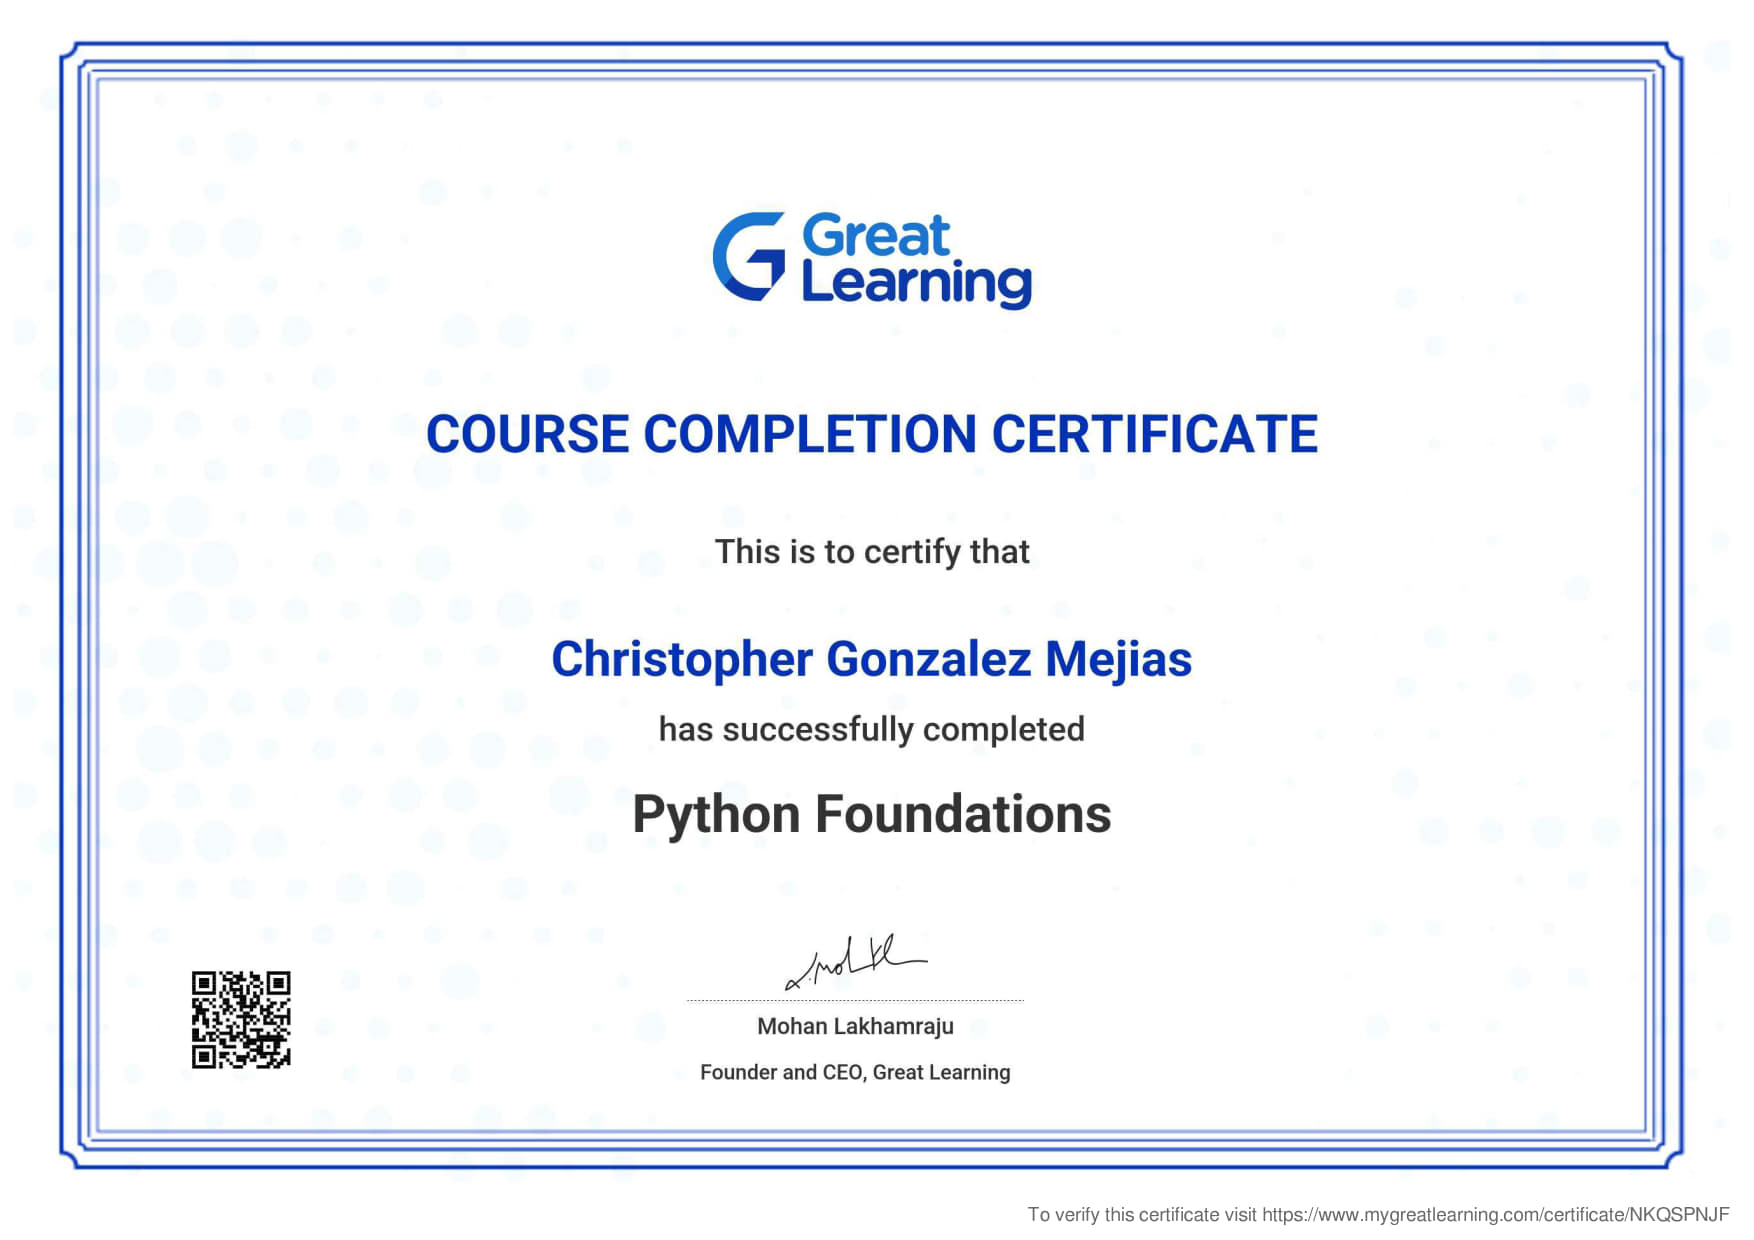 Great
Learning
COURSE COMPLETION CERTIFICATE
This is to certify that
Christopher Gonzalez Mejias
has successfully completed
Python Foundations
Mohan Lakhamraju
Founder and CEO, Great Learning
To verify this certificate visit https://www.mygreatlearning.com/certificate/NKQSPNJF